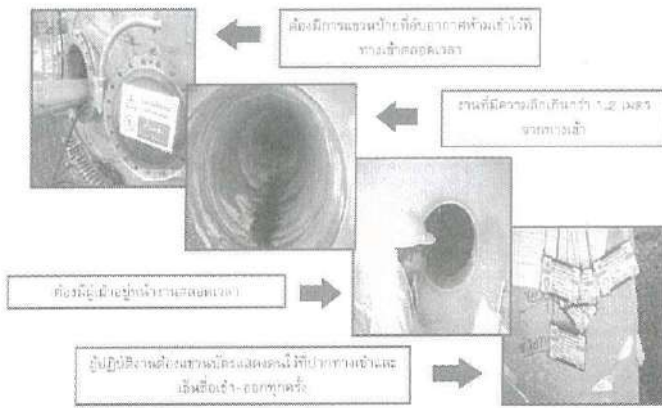 ต้องมีการแขวนป้ายที่อับอากาศห้ามเข้าไว้ที่
ทางเข้าตลอดเวลา
งานที่มีความลึกเกินกว่า 1.2 เมตร
จากทางเข้า
ต้องมีผู้เฝ้าอยู่หน้างานตลอดเวลา
ผู้ปฏิบัติงานต้องแขวนบัตรแสดงตนไว้ที่ปากทางเข้าและ
เซ็นชื่อเข้า-ออกทุกครั้ง